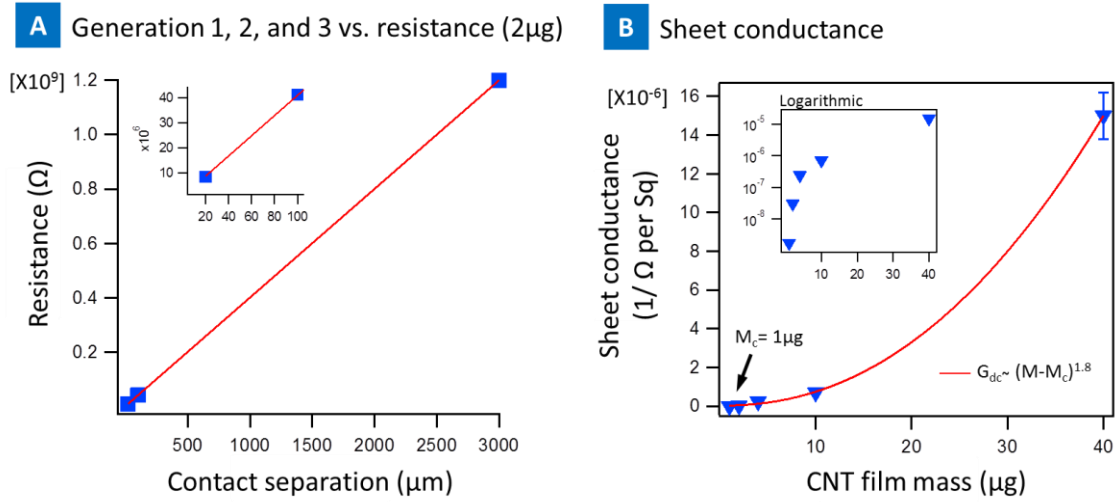 A Generation 1, 2, and 3 vs. resistance (2µg)
[X10⁹]
1.2
1.0
0.8
0.6
0.4
0.2
Resistance (Ω)
500 1000 1500 2000 2500 3000
Contact separation (µm)
x10⁶
40
30
20
10
20 40 60 80 100
B Sheet conductance
[X10⁻⁶]
16
14
12
10
8
6
4
2
0
Sheet conductance
(1/ Ω per Sq)
Logarithmic
10⁻⁵
10⁻⁶
10⁻⁷
10⁻⁸
10 20 30 40
M_c= 1µg
G_dc~ (M-M_c)^1.8
10 20 30 40
CNT film mass (µg)